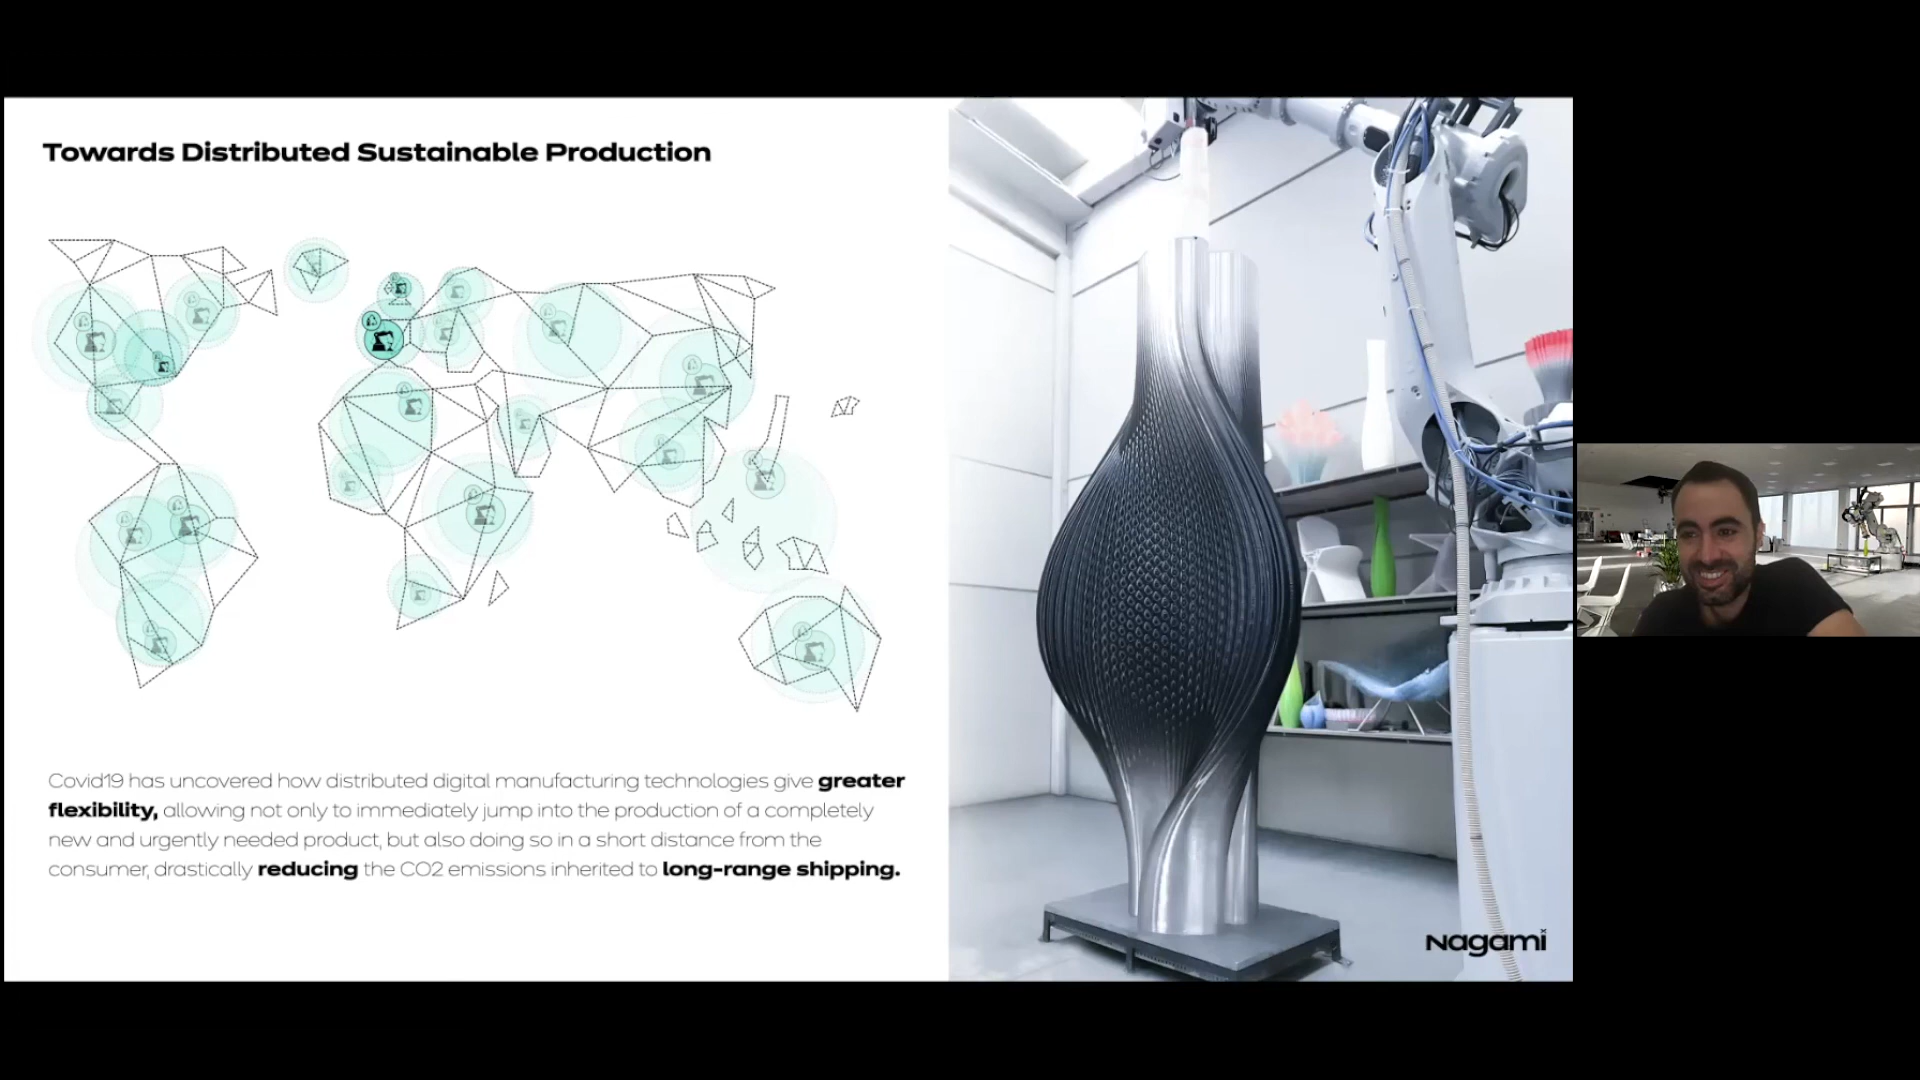 Towards Distributed Sustainable Production
Covid19 has uncovered how distributed digital manufacturing technologies give greater
flexibility, allowing not only to immediately jump into the production of a completely
new and urgently needed product, but also doing so in a short distance from the
consumer, drastically reducing the CO2 emissions inherited to long-range shipping.
Nagami